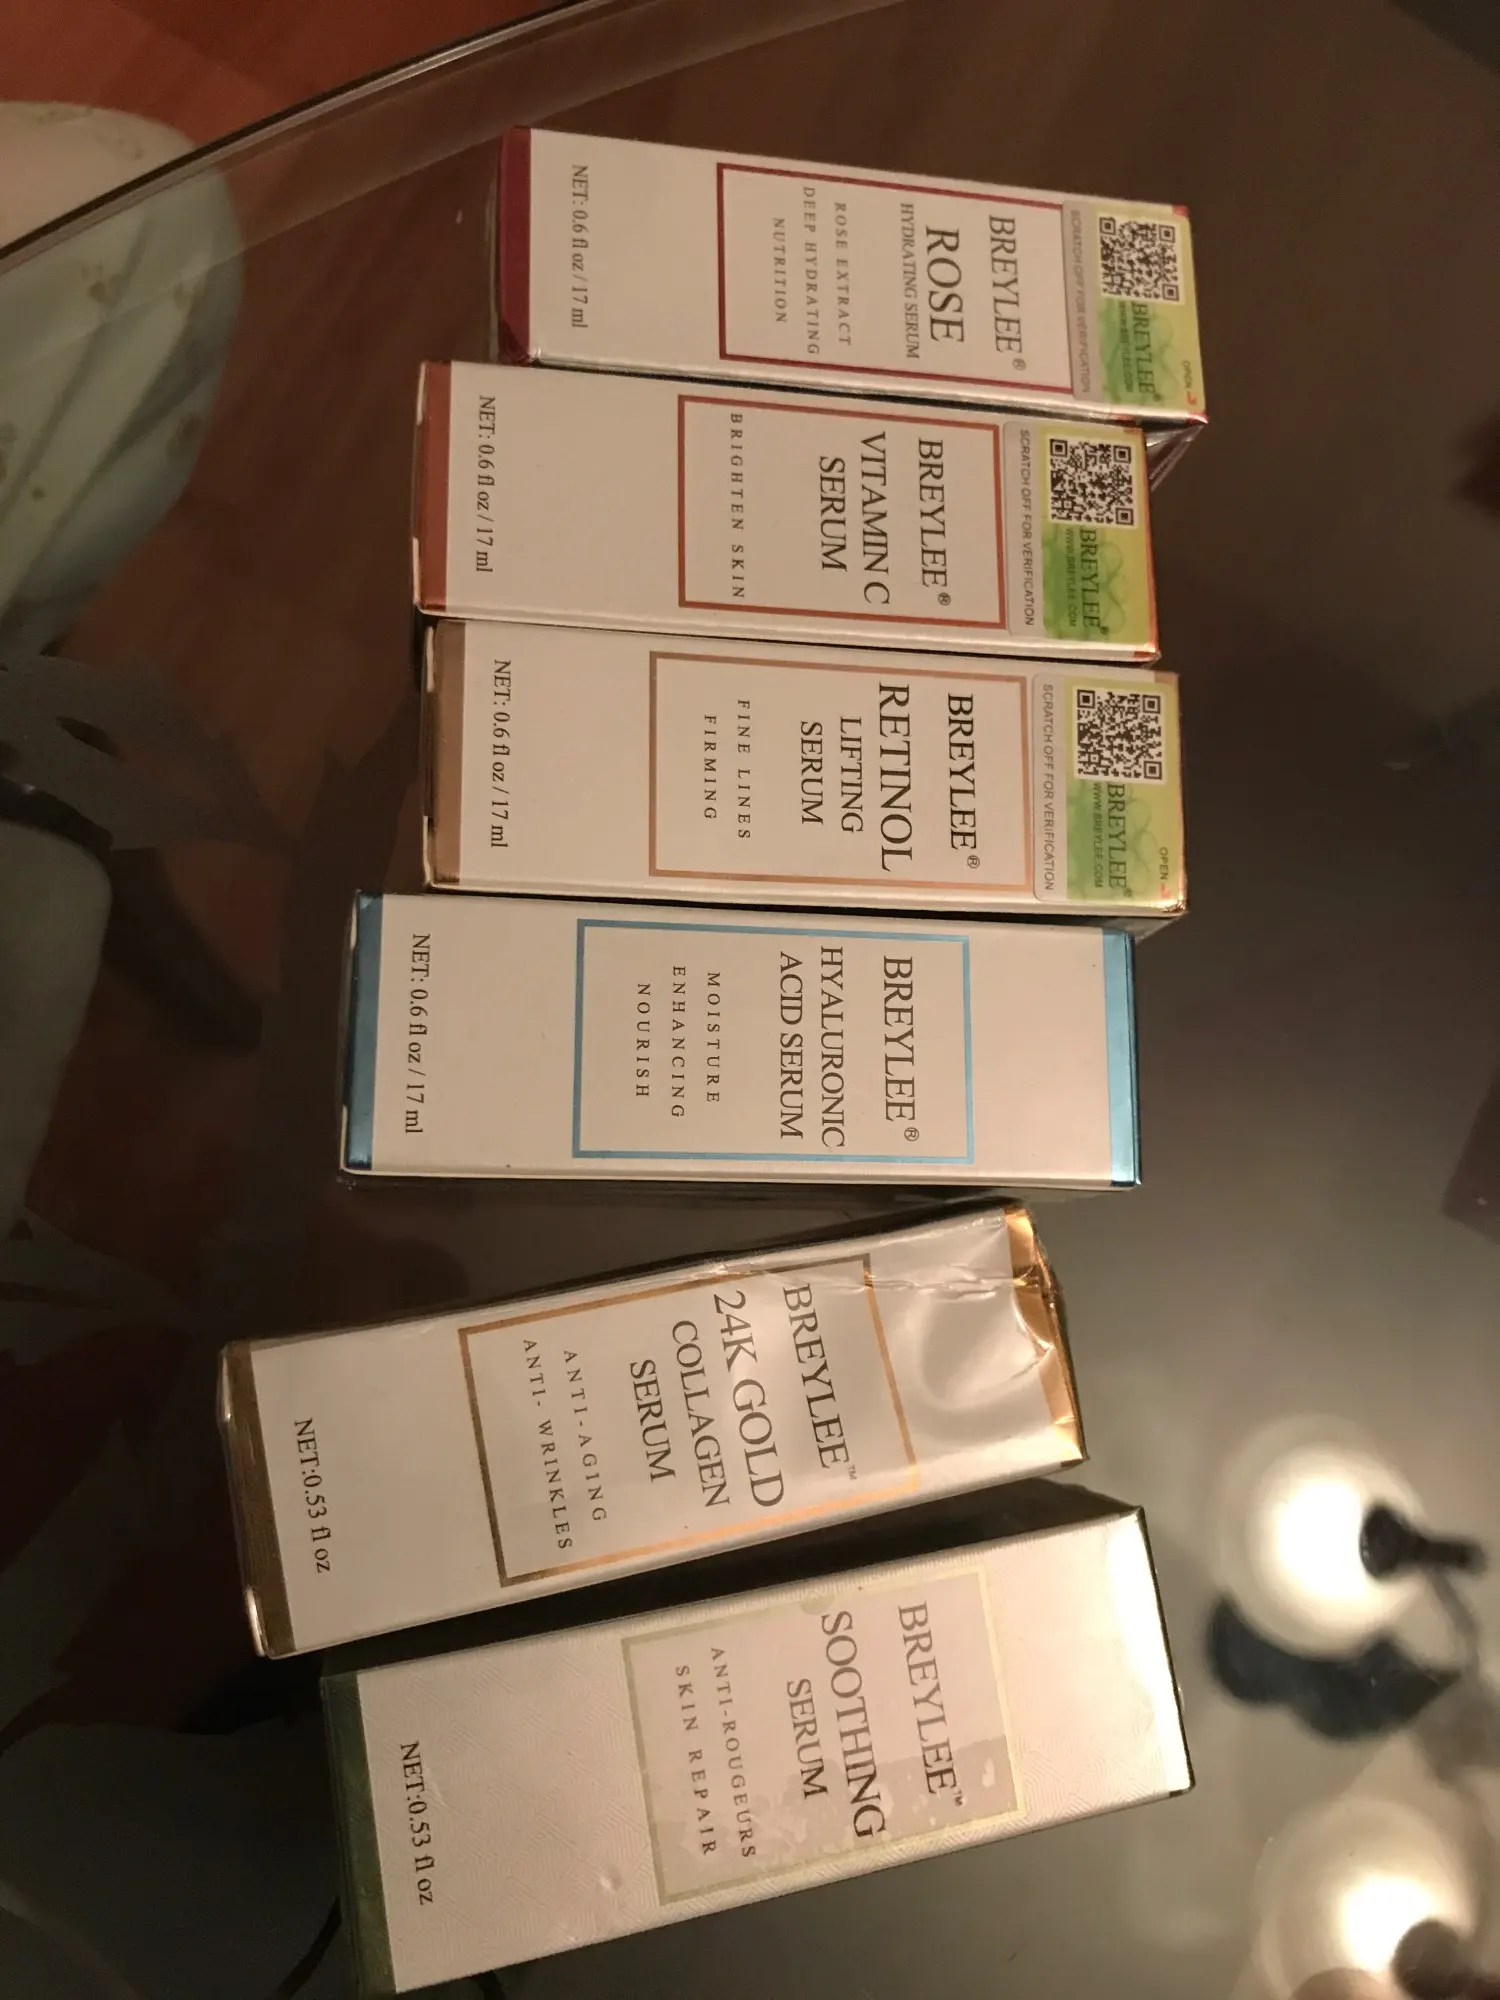 BREYLEE®
ROSE
HYDRATING SERUM
ROSE EXTRACT
DEEP HYDRATING
NUTRITION
NET: 0.6 fl oz / 17 ml
OPEN
BREYLEE®
WWW.BREYLEE.COM
SCRATCH OFF FOR VERIFICATION
BREYLEE®
VITAMIN C
SERUM
BRIGHTEN SKIN
NET: 0.6 fl oz / 17 ml
BREYLEE®
WWW.BREYLEE.COM
SCRATCH OFF FOR VERIFICATION
BREYLEE®
RETINOL
LIFTING
SERUM
FINE LINES
FIRMING
NET: 0.6 fl oz / 17 ml
OPEN
BREYLEE®
WWW.BREYLEE.COM
SCRATCH OFF FOR VERIFICATION
BREYLEE®
HYALURONIC
ACID SERUM
MOISTURE
ENHANCING
NOURISH
NET: 0.6 fl oz / 17 ml
BREYLEE™
24K GOLD
COLLAGEN
SERUM
ANTI-AGING
ANTI- WRINKLES
NET:0.53 fl oz
BREYLEE™
SOOTHING
SERUM
ANTI-ROUGEURS
SKIN REPAIR
NET:0.53 fl oz